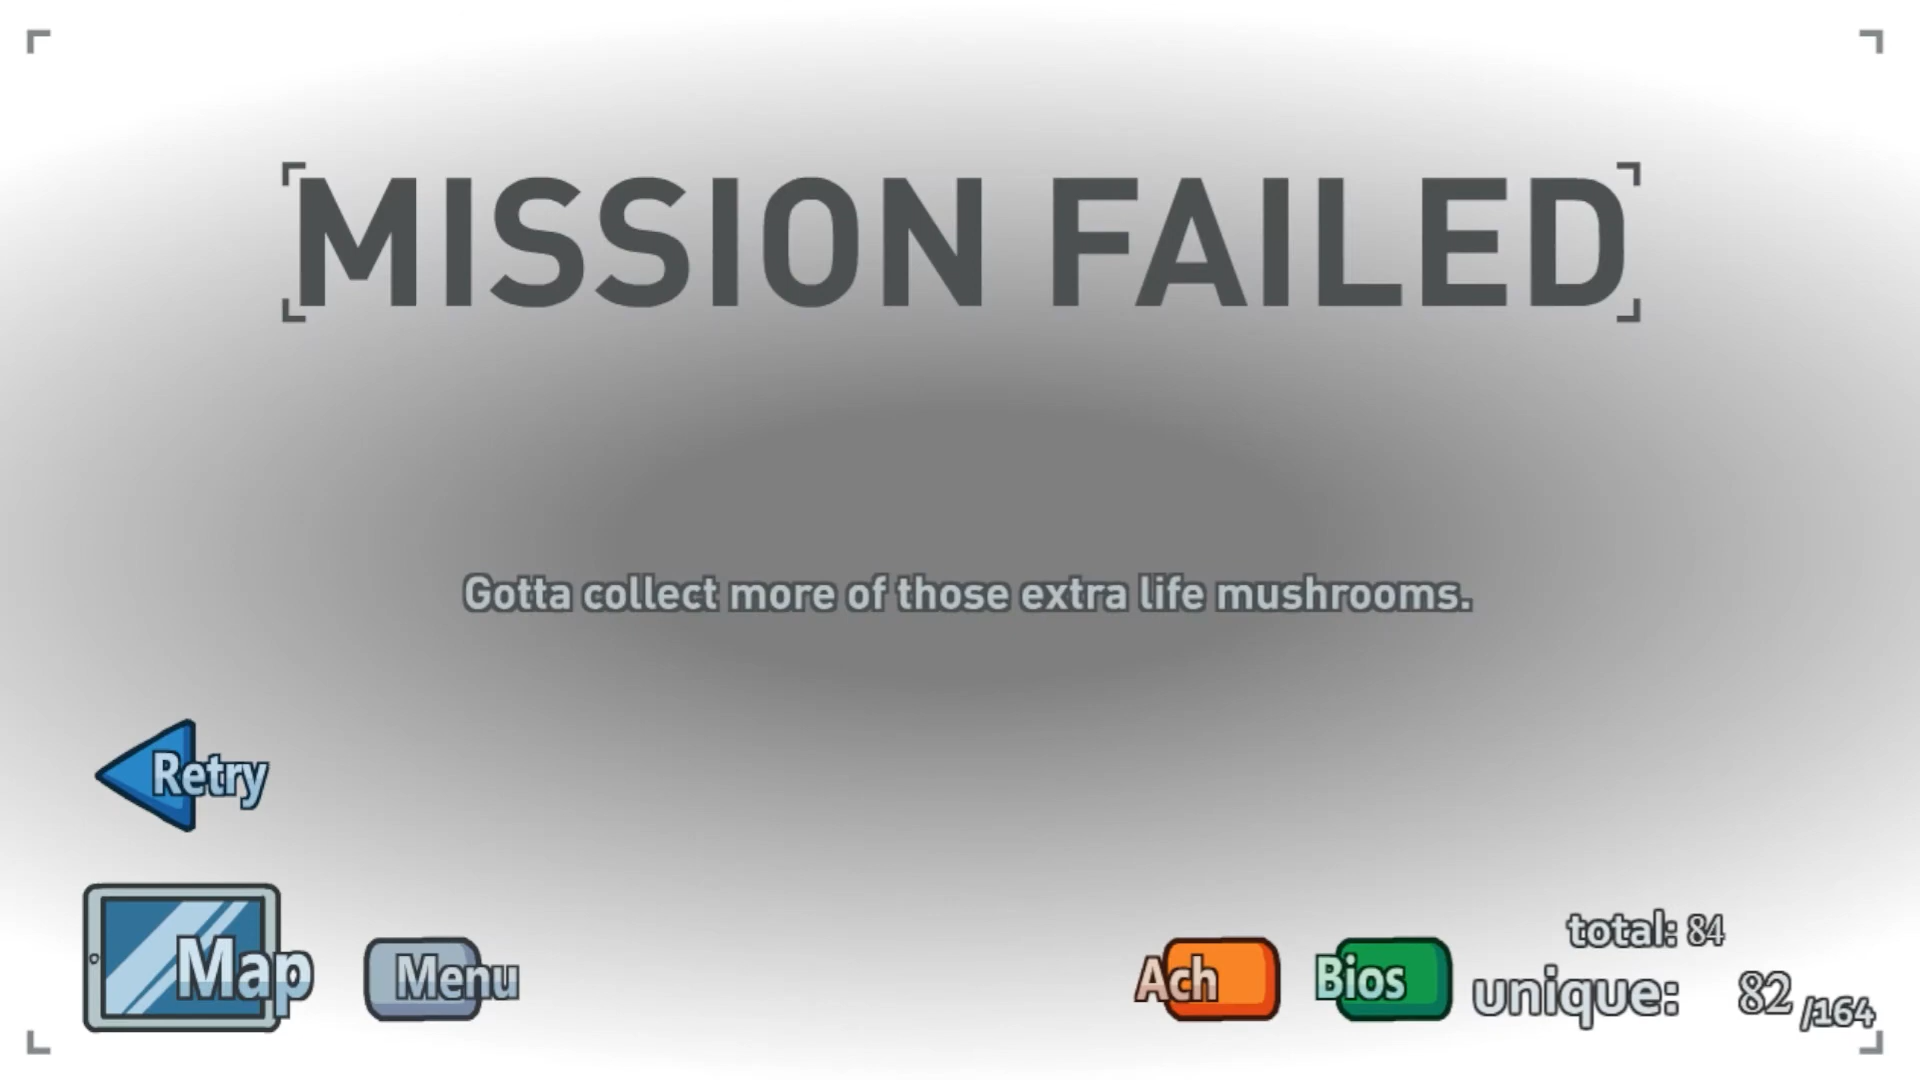 MISSION FAILED
Gotta collect more of those extra life mushrooms.
Retry
Map
Menu
Ach
Bios
total: 84
unique: 82 /164